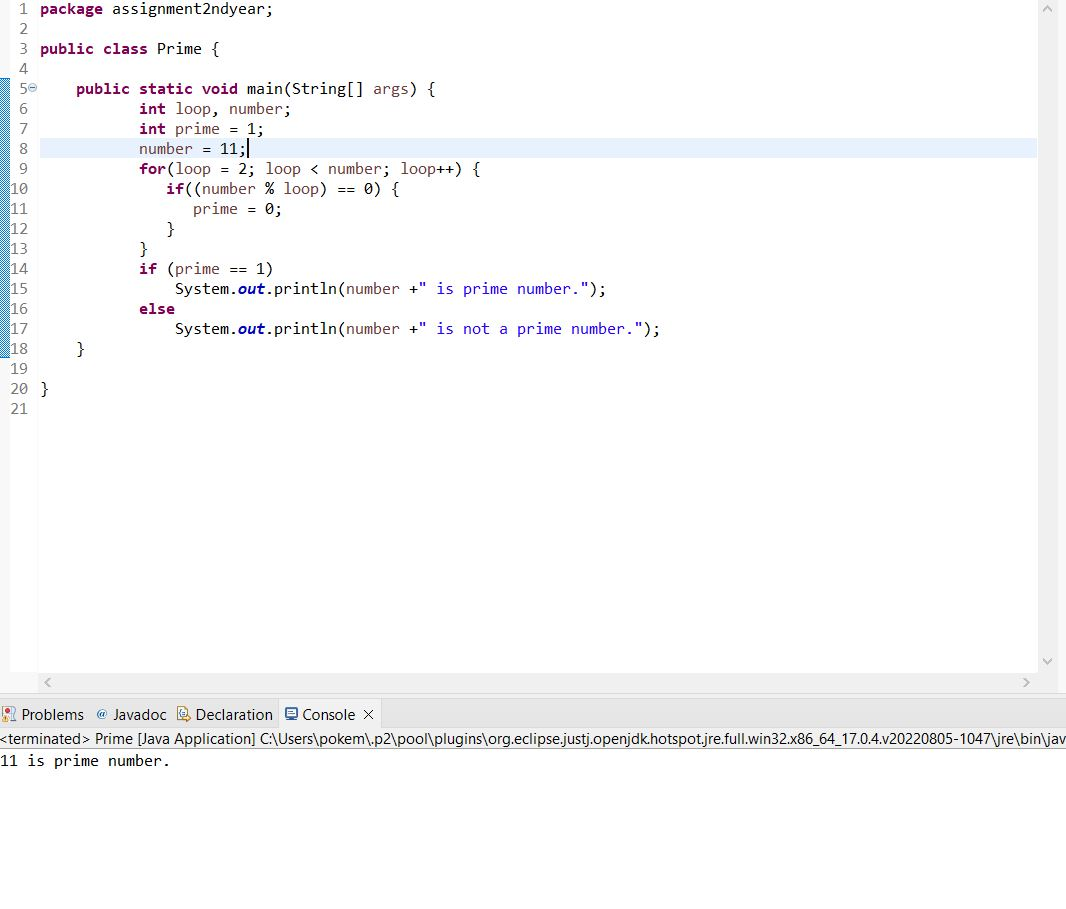 1 package assignment2ndyear;
2
3 public class Prime {
4
5 public static void main(String[] args) {
6 int loop, number;
7 int prime = 1;
8 number = 11;
9 for(loop = 2; loop < number; loop++) {
10 if((number % loop) == 0) {
11 prime = 0;
12 }
13 }
14 if (prime == 1)
15 System.out.println(number +" is prime number.");
16 else
17 System.out.println(number +" is not a prime number.");
18 }
19
20 }
21
Problems @ Javadoc Declaration Console
<terminated> Prime [Java Application] C:\Users\pokem\.p2\pool\plugins\org.eclipse.justj.openjdk.hotspot.jre.full.win32.x86_64_17.0.4.v20220805-1047\jre\bin\jav
11 is prime number.